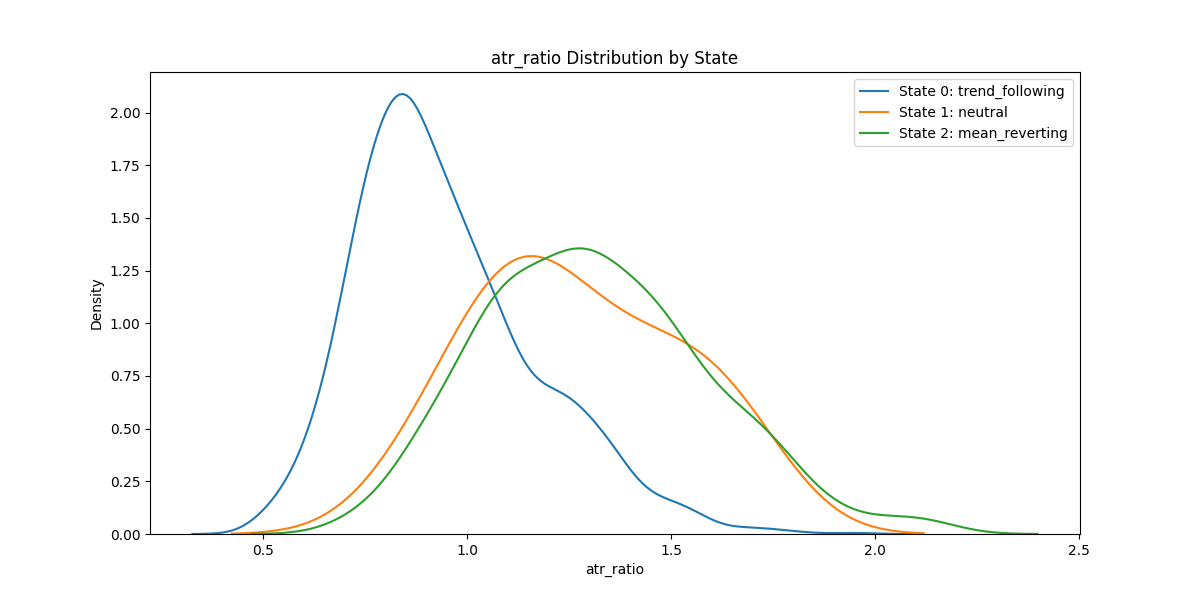 atr_ratio Distribution by State
State 0: trend_following
State 1: neutral
State 2: mean_reverting
Density
2.00
1.75
1.50
1.25
1.00
0.75
0.50
0.25
0.00
0.5 1.0 1.5 2.0 2.5
atr_ratio